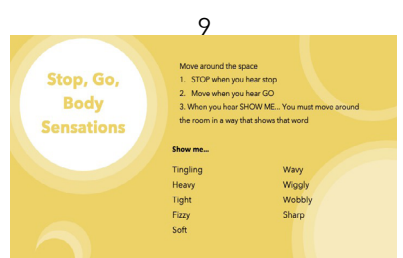 9
Stop, Go,
Body
Sensations
Move around the space
1. STOP when you hear stop
2. Move when you hear GO
3. When you hear SHOW ME... You must move around
the room in a way that shows that word
Show me...
Tingling
Heavy
Tight
Fizzy
Soft
Wavy
Wiggly
Wobbly
Sharp